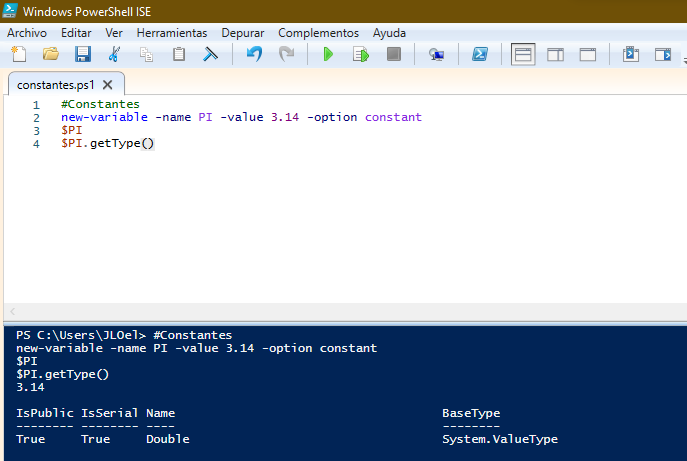 Windows PowerShell ISE
Archivo Editar Ver Herramientas Depurar Complementos Ayuda
constantes.ps1
1 #Constantes
2 new-variable -name PI -value 3.14 -option constant
3 $PI
4 $PI.getType()
PS C:\Users\JLOel> #Constantes
new-variable -name PI -value 3.14 -option constant
$PI
$PI.getType()
3.14
IsPublic IsSerial Name BaseType
-------- -------- ---- --------
True True Double System.ValueType